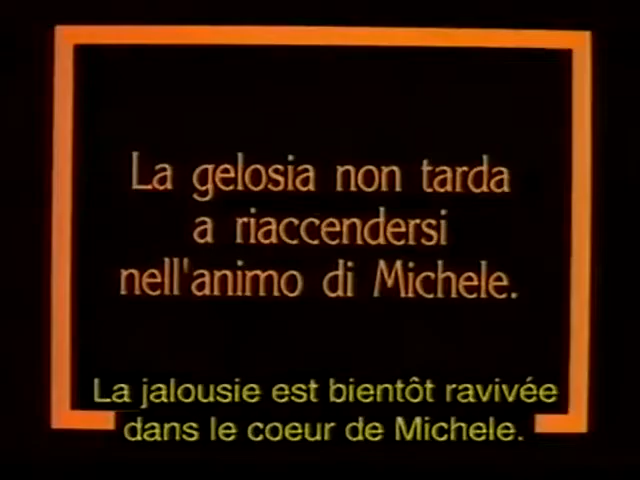 La gelosia non tarda
a riaccendersi
nell'animo di Michele.
La jalousie est bientôt ravivée
dans le coeur de Michele.